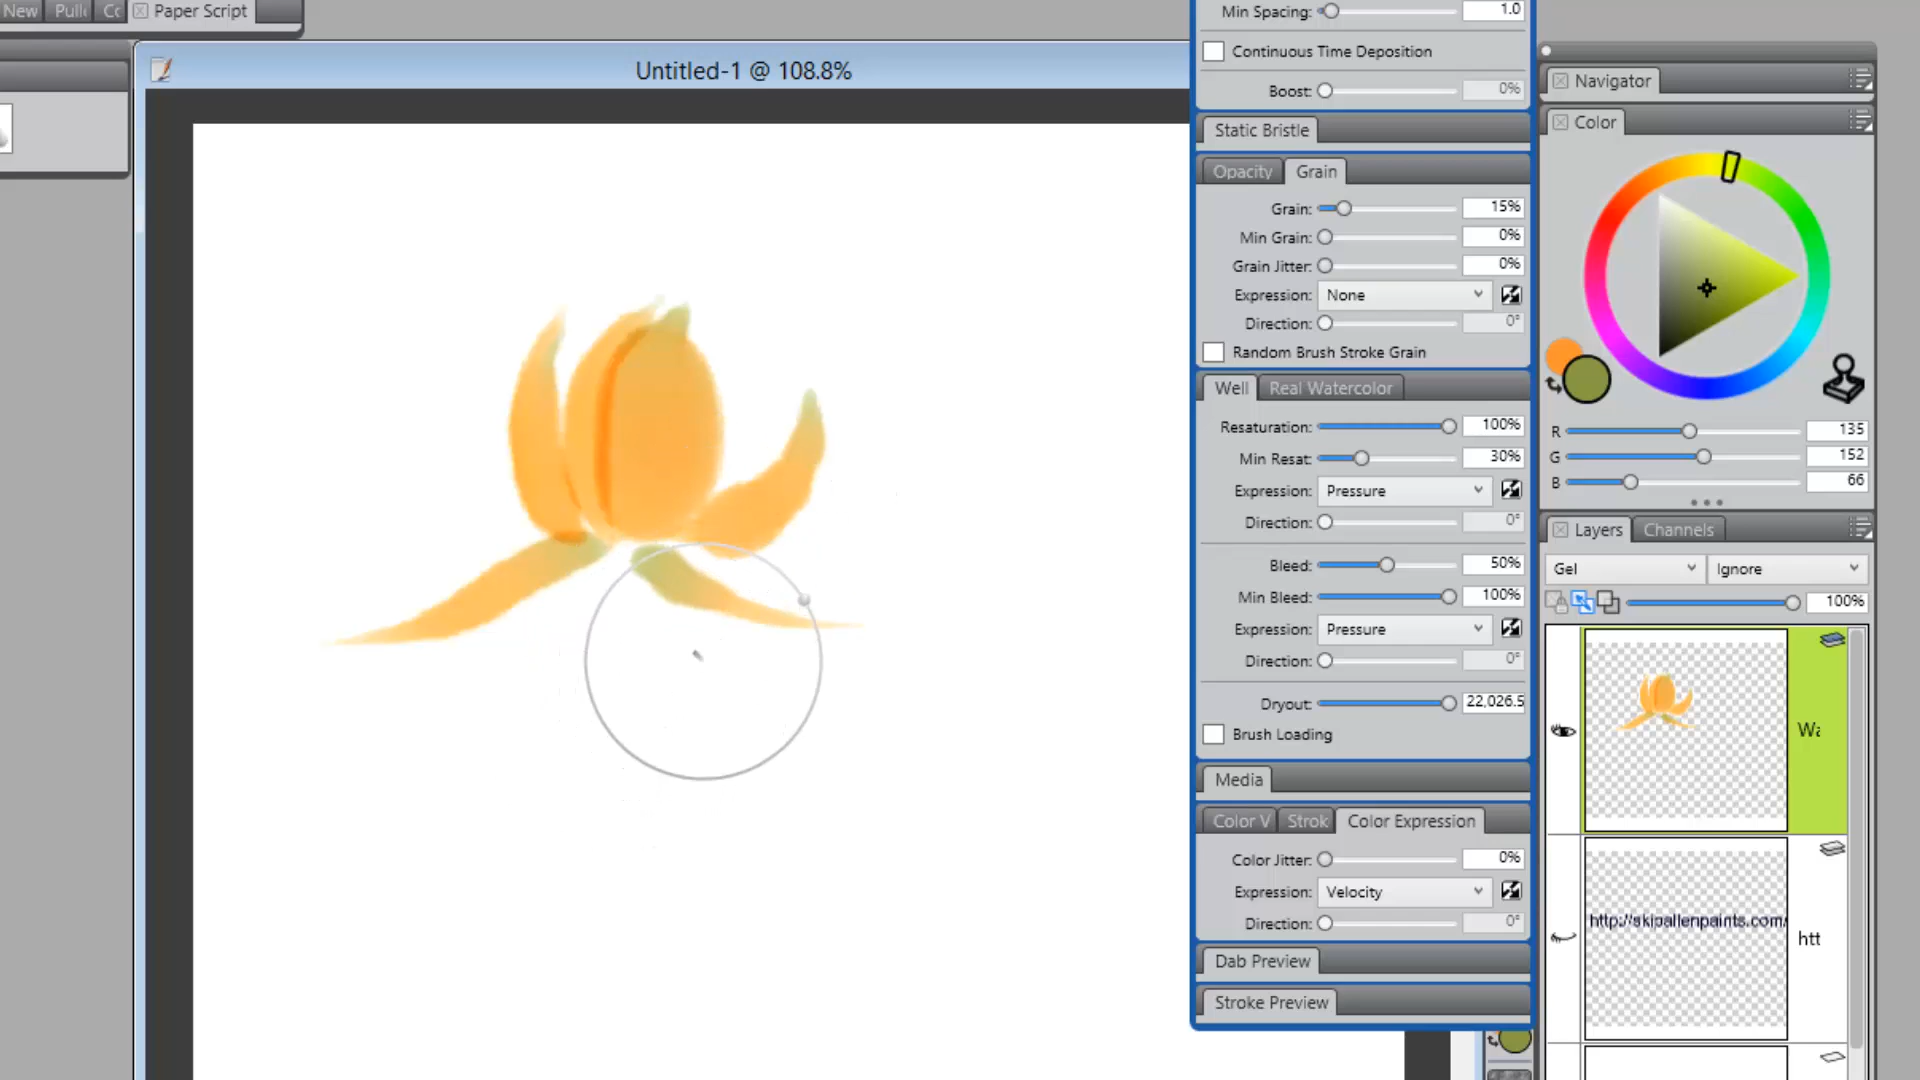 New Pull Cc Paper Script
Untitled-1 @ 108.8%
Min Spacing: 1.0
Continuous Time Deposition
Boost: 0%
Static Bristle
Opacity Grain
Grain: 15%
Min Grain: 0%
Grain Jitter: 0%
Expression: None
Direction: 0°
Random Brush Stroke Grain
Well Real Watercolor
Resaturation: 100%
Min Resat: 30%
Expression: Pressure
Direction: 0°
Bleed: 50%
Min Bleed: 100%
Expression: Pressure
Direction: 0°
Dryout: 22,026.5
Brush Loading
Media
Color V Strok Color Expression
Color Jitter: 0%
Expression: Velocity
Direction: 0°
Dab Preview
Stroke Preview
Navigator
Color
R 135
G 152
B 66
Layers Channels
Gel Ignore
100%
Wa
http://skipallenpaints.com/
htt